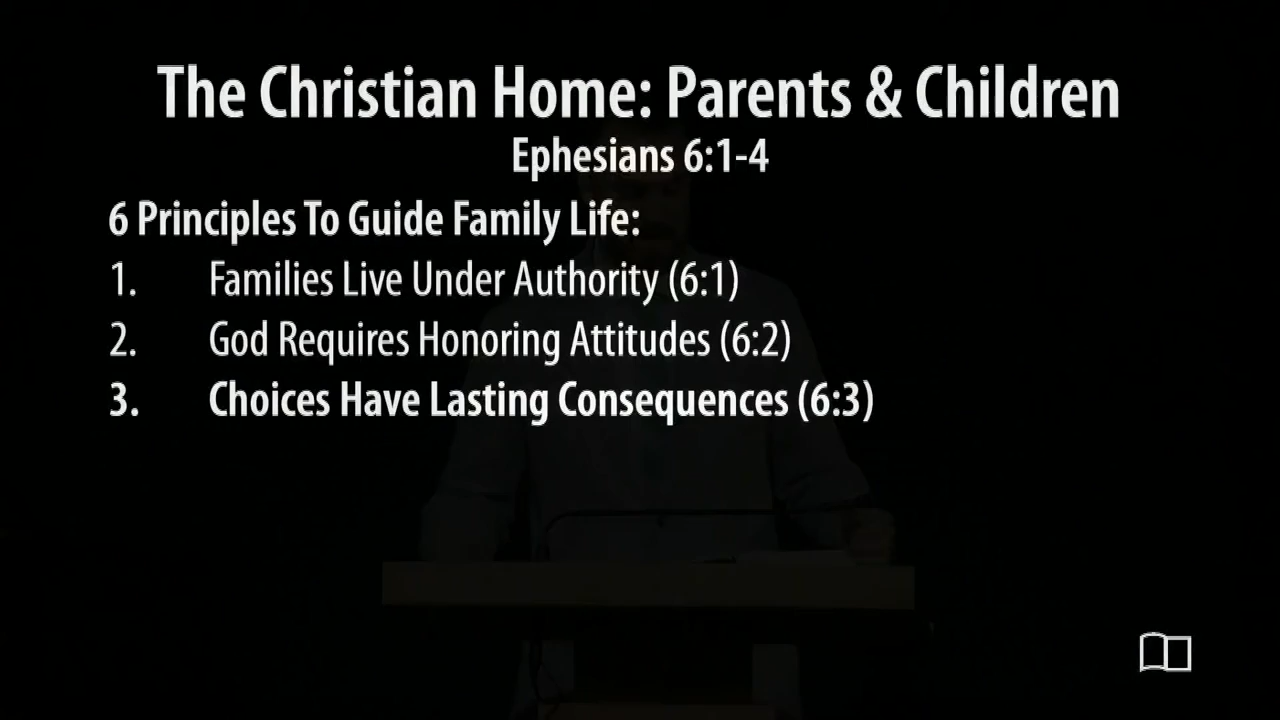 The Christian Home: Parents & Children
Ephesians 6:1-4
6 Principles To Guide Family Life:
1. Families Live Under Authority (6:1)
2. God Requires Honoring Attitudes (6:2)
3. Choices Have Lasting Consequences (6:3)